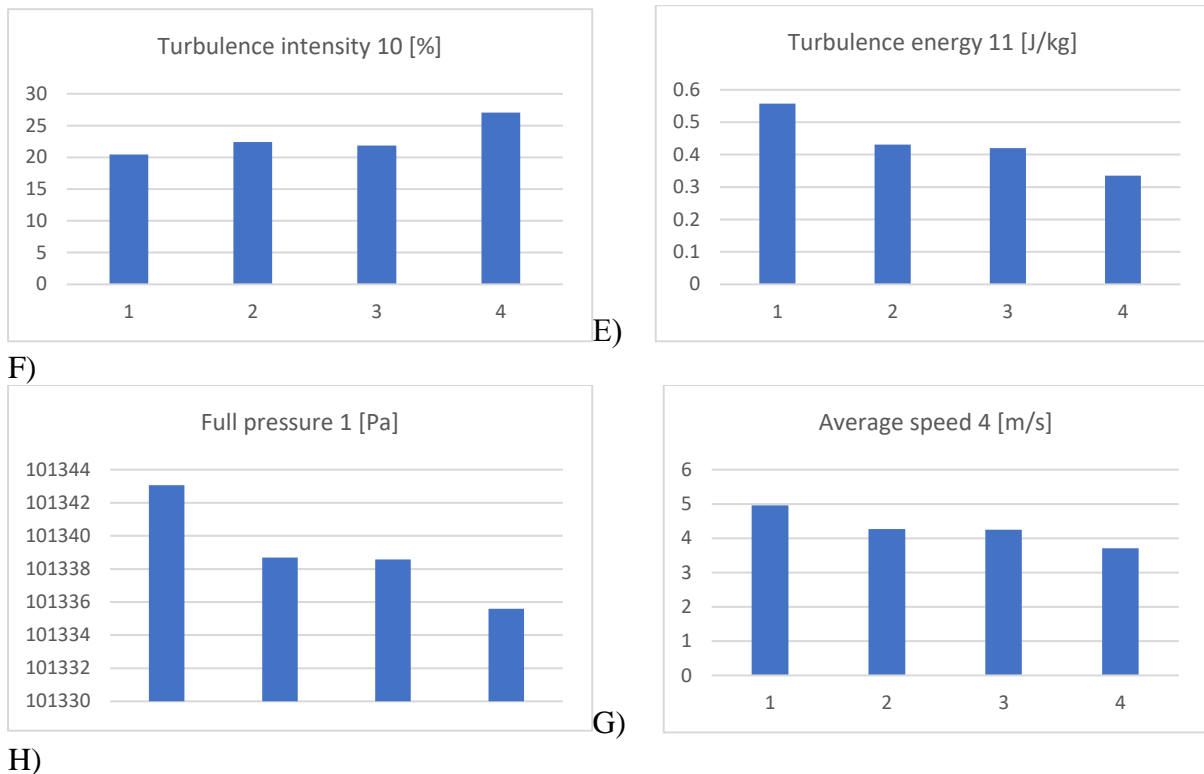 Turbulence intensity 10 [%]
30
25
20
15
10
5
0
1 2 3 4
E)
Turbulence energy 11 [J/kg]
0.6
0.5
0.4
0.3
0.2
0.1
0
1 2 3 4
F)
Full pressure 1 [Pa]
101344
101342
101340
101338
101336
101334
101332
101330
G)
Average speed 4 [m/s]
6
5
4
3
2
1
0
1 2 3 4
H)